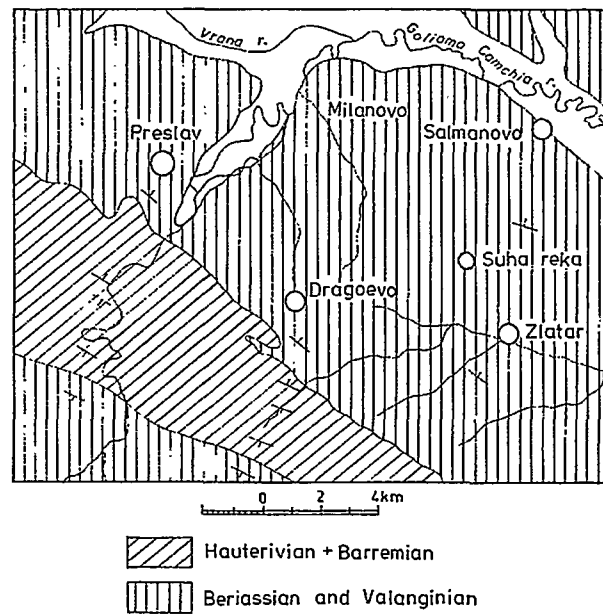 Vrana r.
Goliama Camchia r.
Milanovo
Preslav
Salmanovo
Suha reka
Dragoevo
Zlatar
0 2 4km
Hauterivian + Barremian
Beriassian and Valanginian